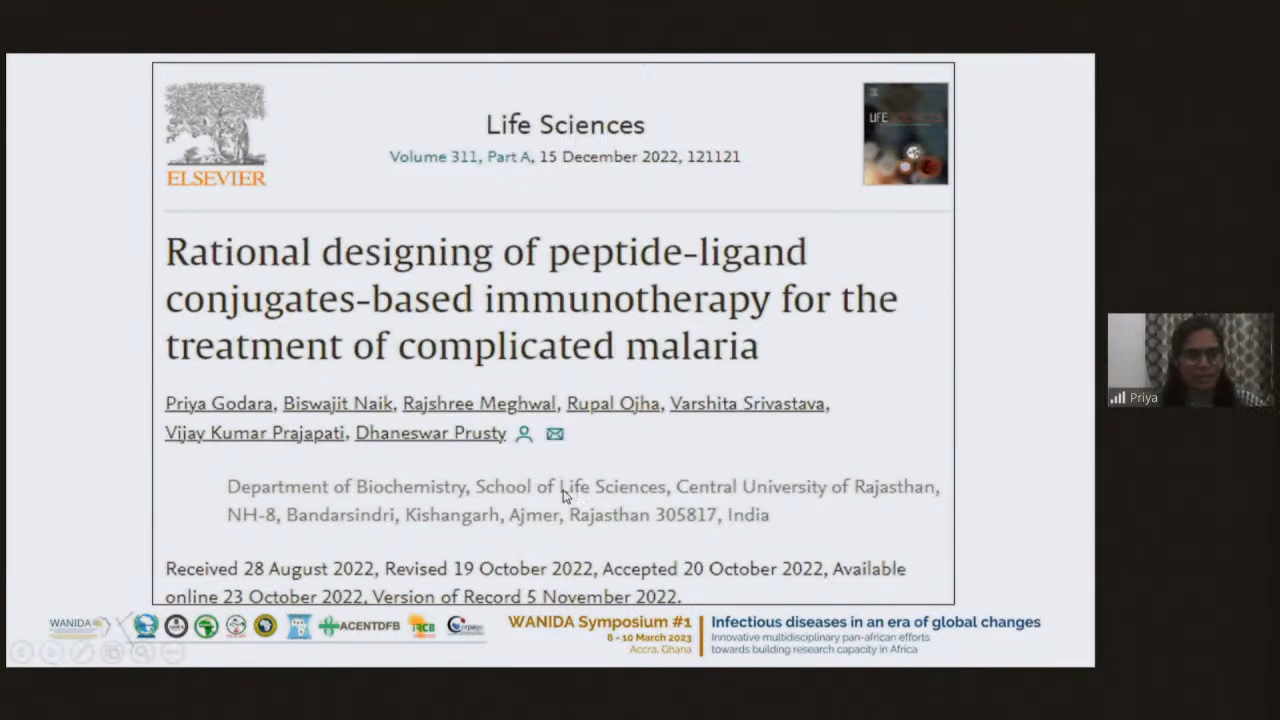 Life Sciences
Volume 311, Part A, 15 December 2022, 121121
LIFE
ELSEVIER
Rational designing of peptide-ligand
conjugates-based immunotherapy for the
treatment of complicated malaria
Priya Godara, Biswajit Naik, Rajshree Meghwal, Rupal Ojha, Varshita Srivastava,
Vijay Kumar Prajapati, Dhaneswar Prusty
Department of Biochemistry, School of Life Sciences, Central University of Rajasthan,
NH-8, Bandarsindri, Kishangarh, Ajmer, Rajasthan 305817, India
Received 28 August 2022, Revised 19 October 2022, Accepted 20 October 2022, Available
online 23 October 2022, Version of Record 5 November 2022.
Priya
WANIDA
ACENTDFB
WANIDA Symposium #1
8 - 10 March 2023
Accra, Ghana
Infectious diseases in an era of global changes
Innovative multidisciplinary pan-african efforts
towards building research capacity in Africa